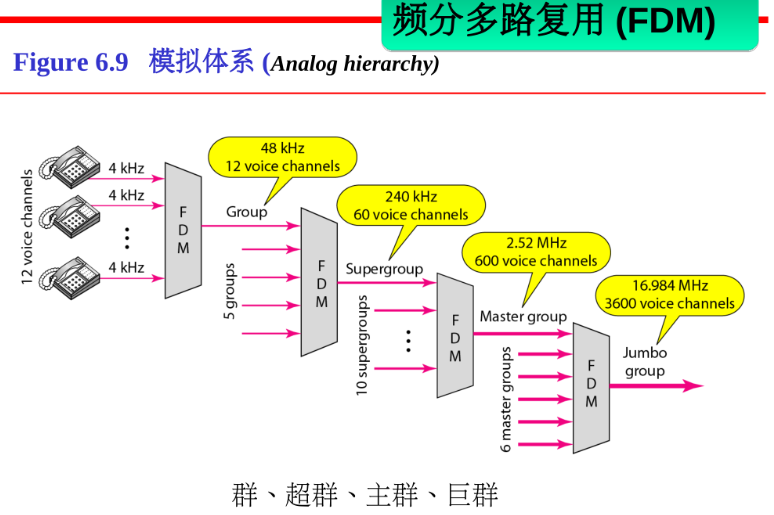 频分多路复用 (FDM)
Figure 6.9 模拟体系 (Analog hierarchy)
12 voice channels
4 kHz
4 kHz
4 kHz
FDM
48 kHz
12 voice channels
Group
5 groups
FDM
240 kHz
60 voice channels
Supergroup
10 supergroups
FDM
2.52 MHz
600 voice channels
Master group
6 master groups
FDM
16.984 MHz
3600 voice channels
Jumbo
group
群、超群、主群、巨群